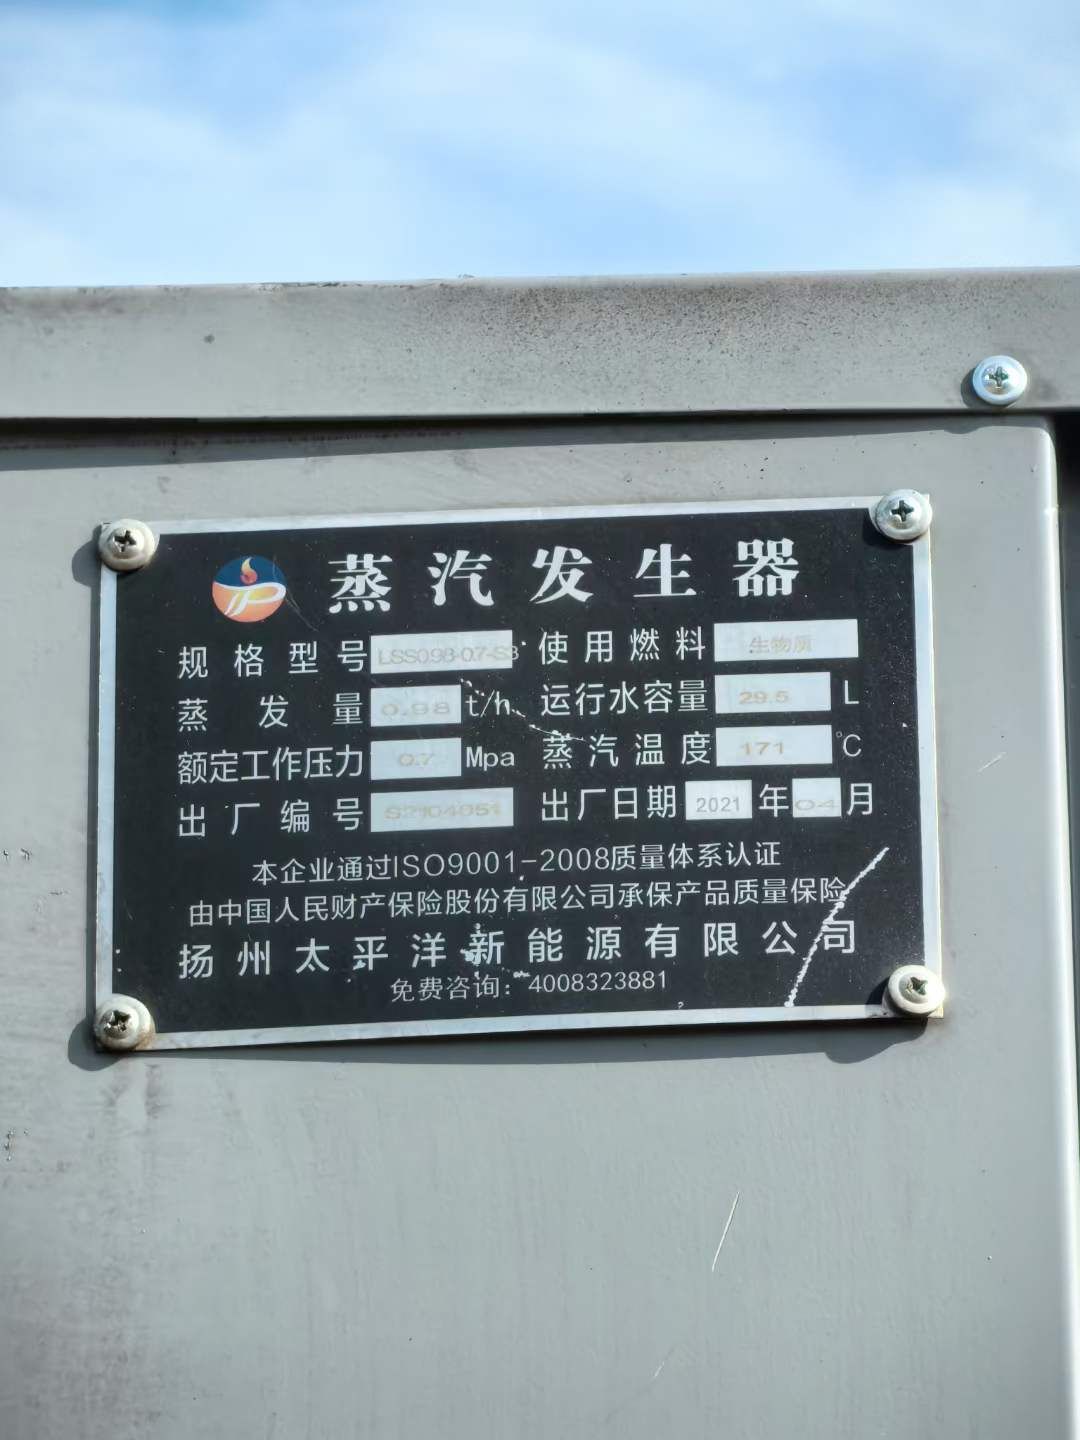 蒸汽发生器
规格型号 LSS0.98-0.7-S3 使用燃料 生物质
蒸发量 0.98 t/h 运行水容量 29.5 L
额定工作压力 0.7 Mpa 蒸汽温度 171 ℃
出厂编号 S2104051 出厂日期 2021 年 04 月
本企业通过ISO9001-2008质量体系认证
由中国人民财产保险股份有限公司承保产品质量保险
扬州太平洋新能源有限公司
免费咨询：4008323881